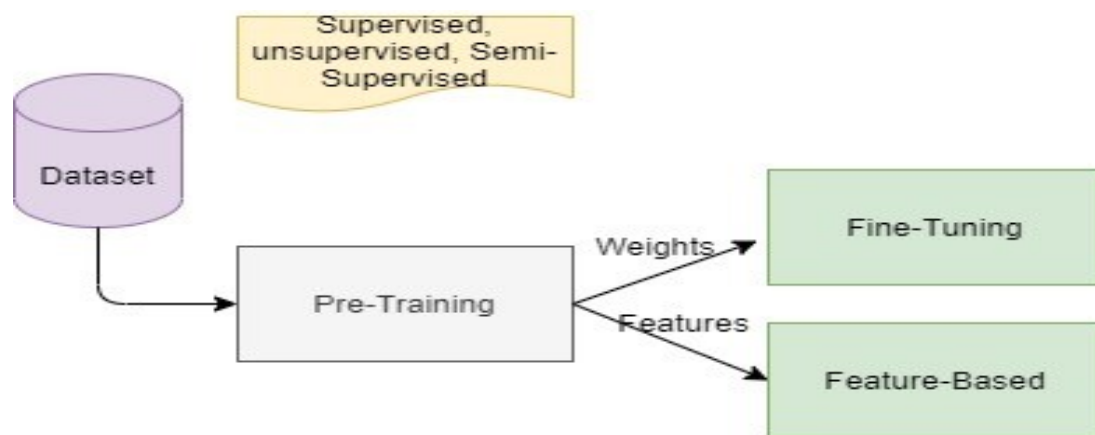 Supervised,
unsupervised, Semi-
Supervised
Dataset
Pre-Training
Weights
Features
Fine-Tuning
Feature-Based